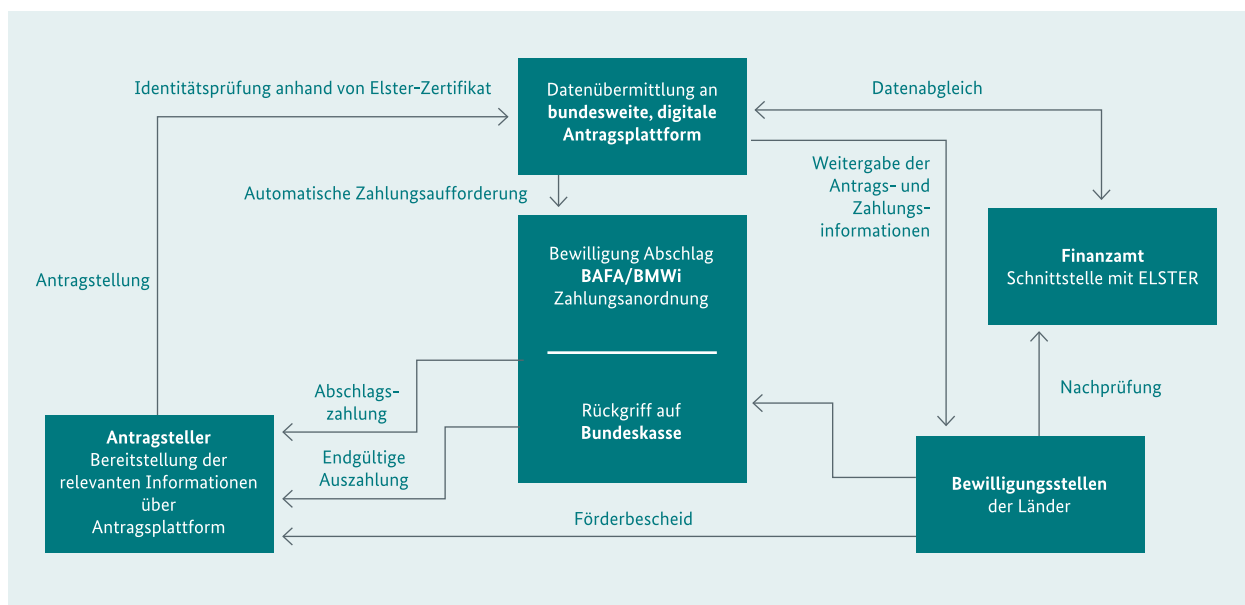 Identitätsprüfung anhand von Elster-Zertifikat
Datenübermittlung an
bundesweite, digitale
Antragsplattform
Datenabgleich
Automatische Zahlungsaufforderung
Weitergabe der
Antrags- und
Zahlungs-
informationen
Antragstellung
Bewilligung Abschlag
BAFA/BMWi
Zahlungsanordnung
Finanzamt
Schnittstelle mit ELSTER
Abschlags-
zahlung
Rückgriff auf
Bundeskasse
Nachprüfung
Antragsteller
Bereitstellung der
relevanten Informationen
über
Antragsplattform
Endgültige
Auszahlung
Bewilligungsstellen
der Länder
Förderbescheid